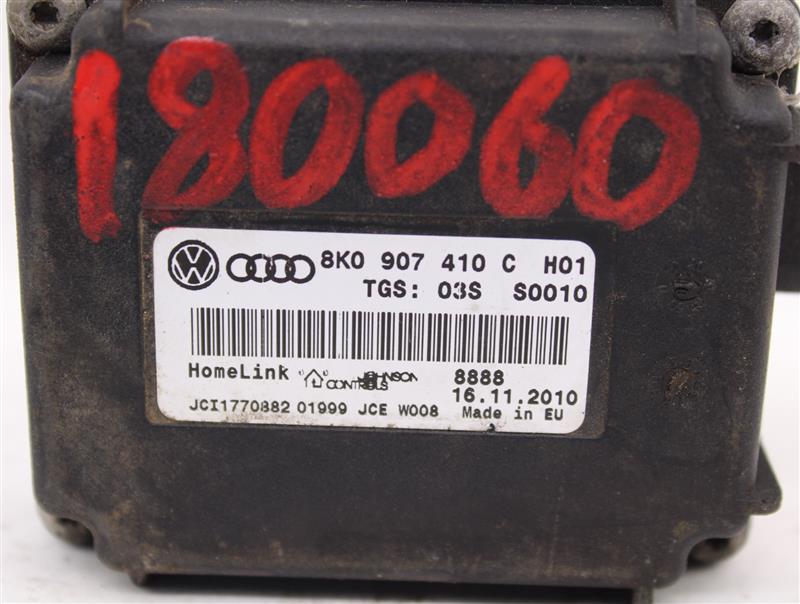 180060
8K0 907 410 C H01
TGS: 03S S0010
HomeLink JOHNSON CONTROLS 8888
16.11.2010
JCI1770882 01999 JCE W008 Made in EU